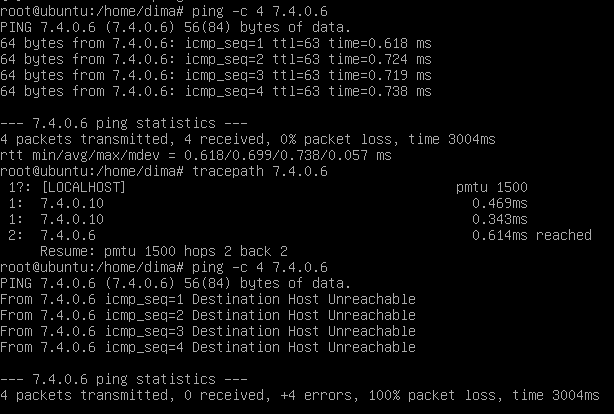 root@ubuntu:/home/dima# ping -c 4 7.4.0.6
PING 7.4.0.6 (7.4.0.6) 56(84) bytes of data.
64 bytes from 7.4.0.6: icmp_seq=1 ttl=63 time=0.618 ms
64 bytes from 7.4.0.6: icmp_seq=2 ttl=63 time=0.724 ms
64 bytes from 7.4.0.6: icmp_seq=3 ttl=63 time=0.719 ms
64 bytes from 7.4.0.6: icmp_seq=4 ttl=63 time=0.738 ms

--- 7.4.0.6 ping statistics ---
4 packets transmitted, 4 received, 0% packet loss, time 3004ms
rtt min/avg/max/mdev = 0.618/0.699/0.738/0.057 ms
root@ubuntu:/home/dima# tracepath 7.4.0.6
 1?: [LOCALHOST]                                         pmtu 1500
 1:  7.4.0.10                                              0.469ms
 1:  7.4.0.10                                              0.343ms
 2:  7.4.0.6                                               0.614ms reached
     Resume: pmtu 1500 hops 2 back 2
root@ubuntu:/home/dima# ping -c 4 7.4.0.6
PING 7.4.0.6 (7.4.0.6) 56(84) bytes of data.
From 7.4.0.6 icmp_seq=1 Destination Host Unreachable
From 7.4.0.6 icmp_seq=2 Destination Host Unreachable
From 7.4.0.6 icmp_seq=3 Destination Host Unreachable
From 7.4.0.6 icmp_seq=4 Destination Host Unreachable

--- 7.4.0.6 ping statistics ---
4 packets transmitted, 0 received, +4 errors, 100% packet loss, time 3004ms